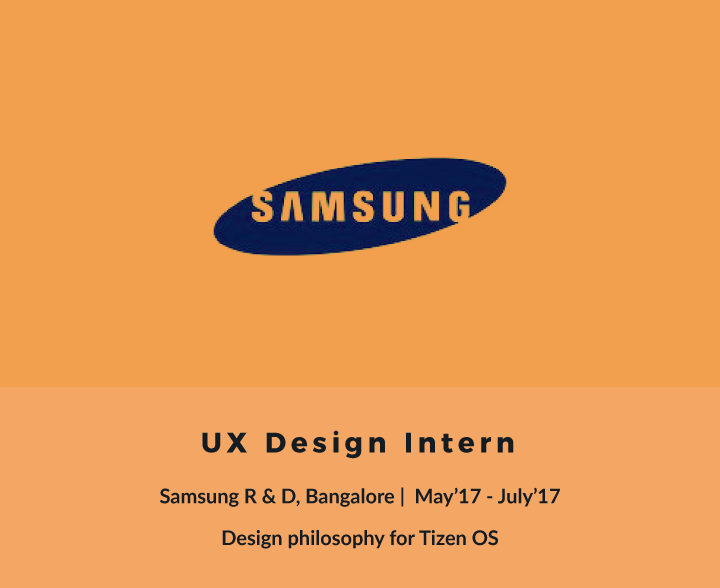 SAMSUNG
UX Design Intern
Samsung R & D, Bangalore | May’17 - July’17
Design philosophy for Tizen OS